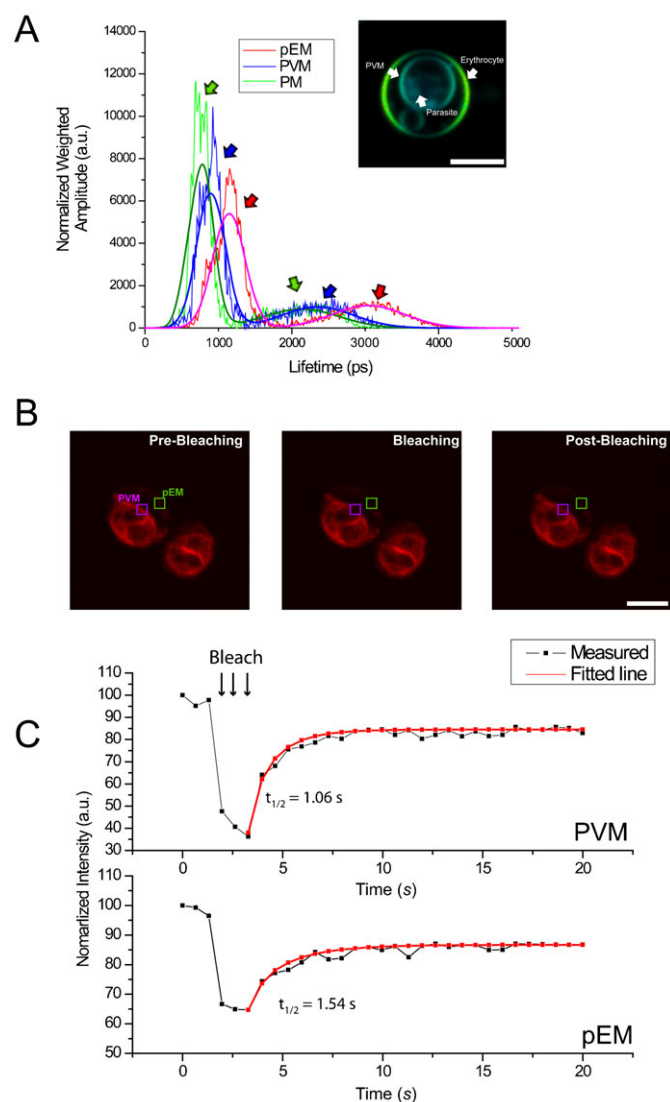 A
pEM
PVM
PM
PVM
Erythrocyte
Parasite
Normalized Weighted
Amplitude (a.u.)
14000
12000
10000
8000
6000
4000
2000
0
0
1000
2000
3000
4000
5000
Lifetime (ps)
B
Pre-Bleaching
PVM
pEM
Bleaching
Post-Bleaching
C
Bleach
Measured
Fitted line
110
100
90
80
70
60
50
40
30
t1/2 = 1.06 s
PVM
0
5
10
15
20
Time (s)
Nomarlized Intensity (a.u.)
110
100
90
80
70
60
50
t1/2 = 1.54 s
pEM
0
5
10
15
20
Time (s)